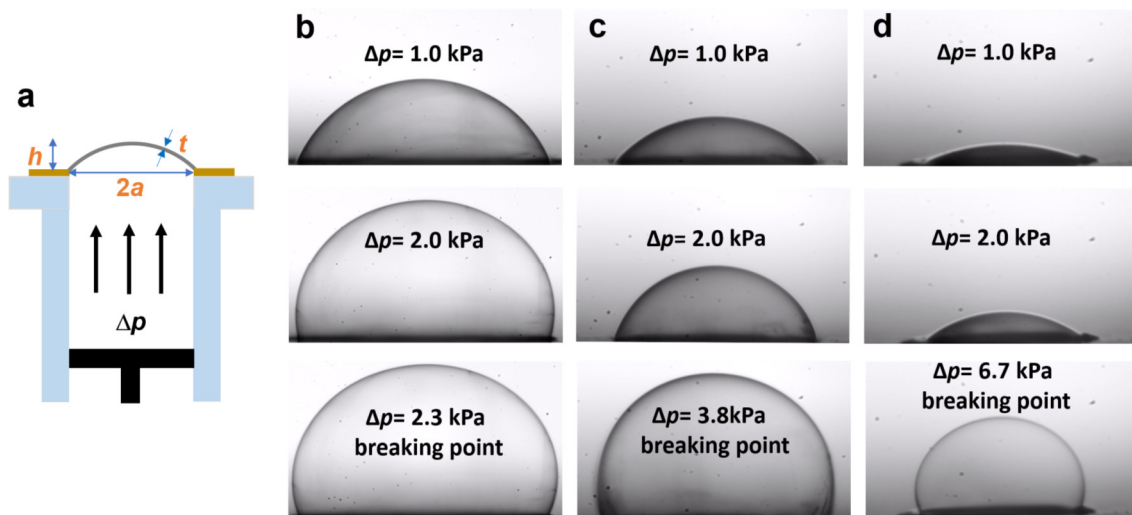 a
h
t
2a
Δp
b
Δp= 1.0 kPa
Δp= 2.0 kPa
Δp= 2.3 kPa
breaking point
c
Δp= 1.0 kPa
Δp= 2.0 kPa
Δp= 3.8kPa
breaking point
d
Δp= 1.0 kPa
Δp= 2.0 kPa
Δp= 6.7 kPa
breaking point